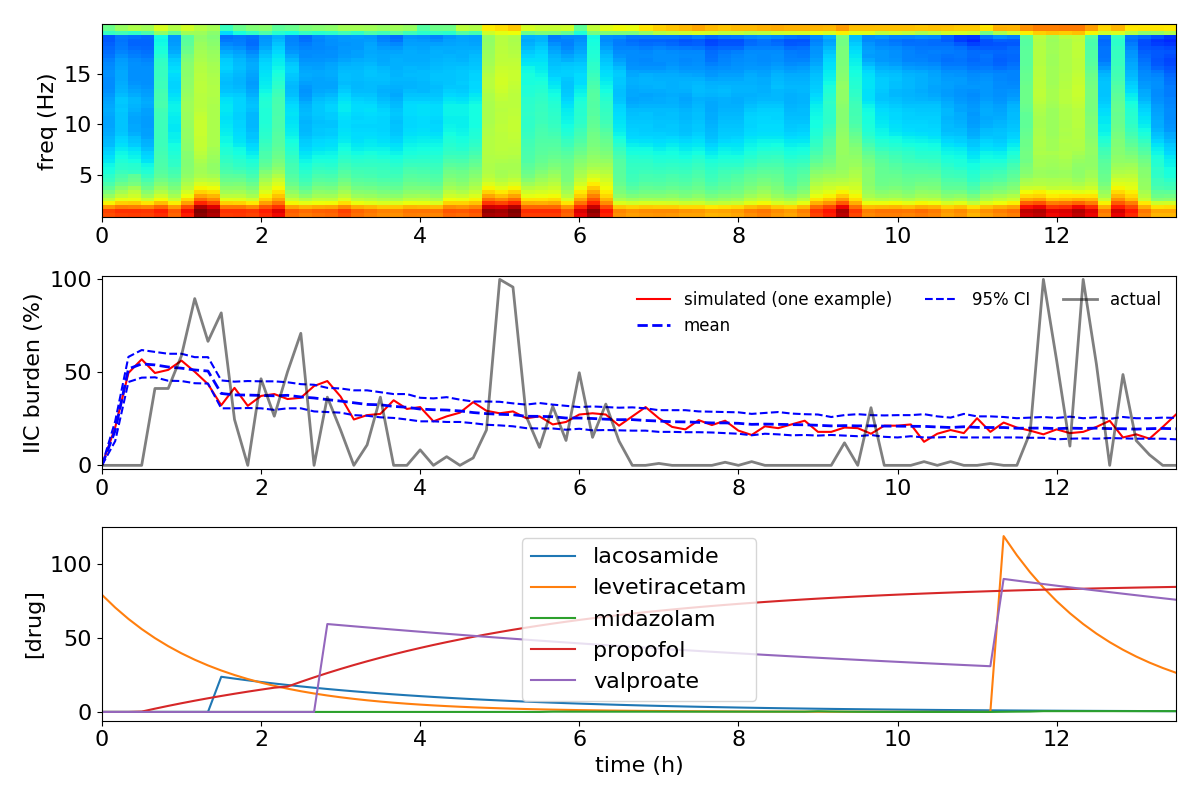 freq (Hz)
15
10
5
0 2 4 6 8 10 12
IIC burden (%)
100
50
0
simulated (one example)
mean
95% CI
actual
0 2 4 6 8 10 12
[drug]
100
50
0
lacosamide
levetiracetam
midazolam
propofol
valproate
0 2 4 6 8 10 12
time (h)